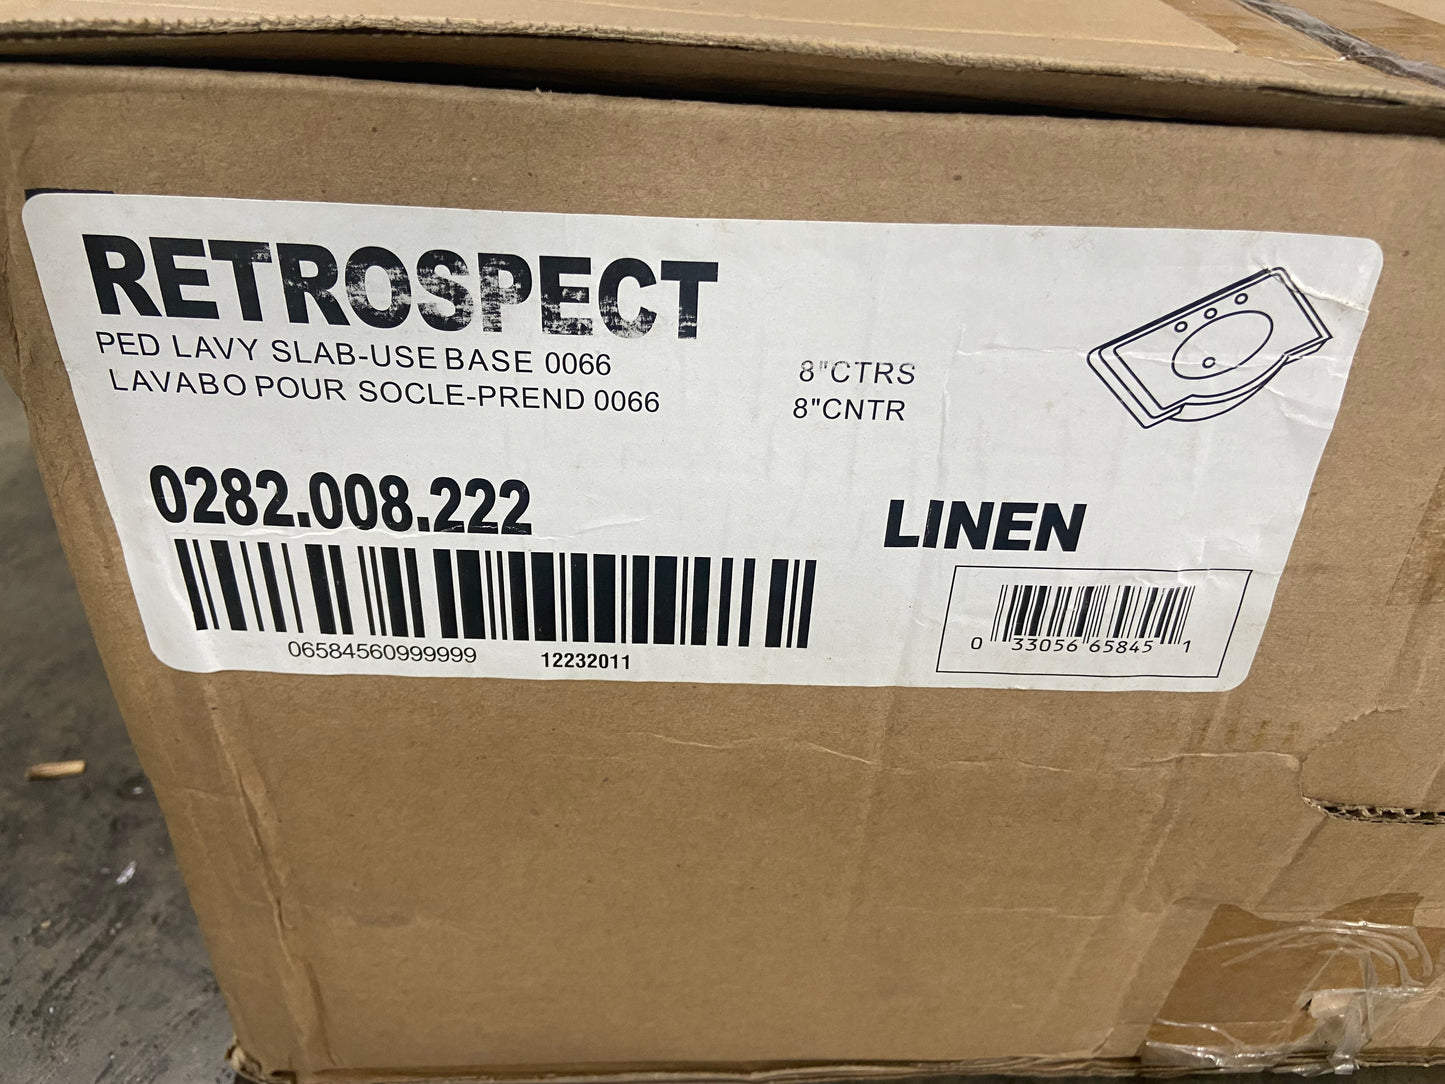 RETROSPECT
PED LAVY SLAB-USE BASE 0066 8"CTRS
LAVABO POUR SOCLE-PREND 0066 8"CNTR
0282.008.222
LINEN
06584560999999 12232011
0 33056 65845 1